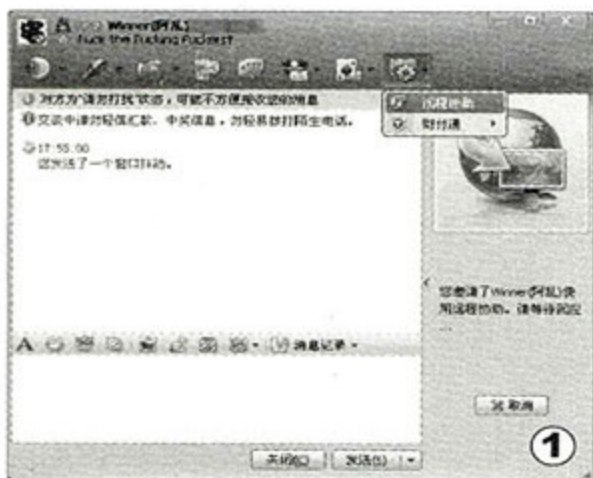 Winner(阿乱)
Fuck the Fucking Fuckest
对方为“请勿打扰”状态,可能不方便接收您的消息
交谈中请勿轻信汇款、中奖信息,勿轻易拨打陌生电话。
远程协助
财付通
17:55:00
您发送了一个窗口抖动。
您邀请了Winner(阿乱)使
用远程协助。请等待回应
...
A 消息记录
取消
关闭(C) 发送(S)
1